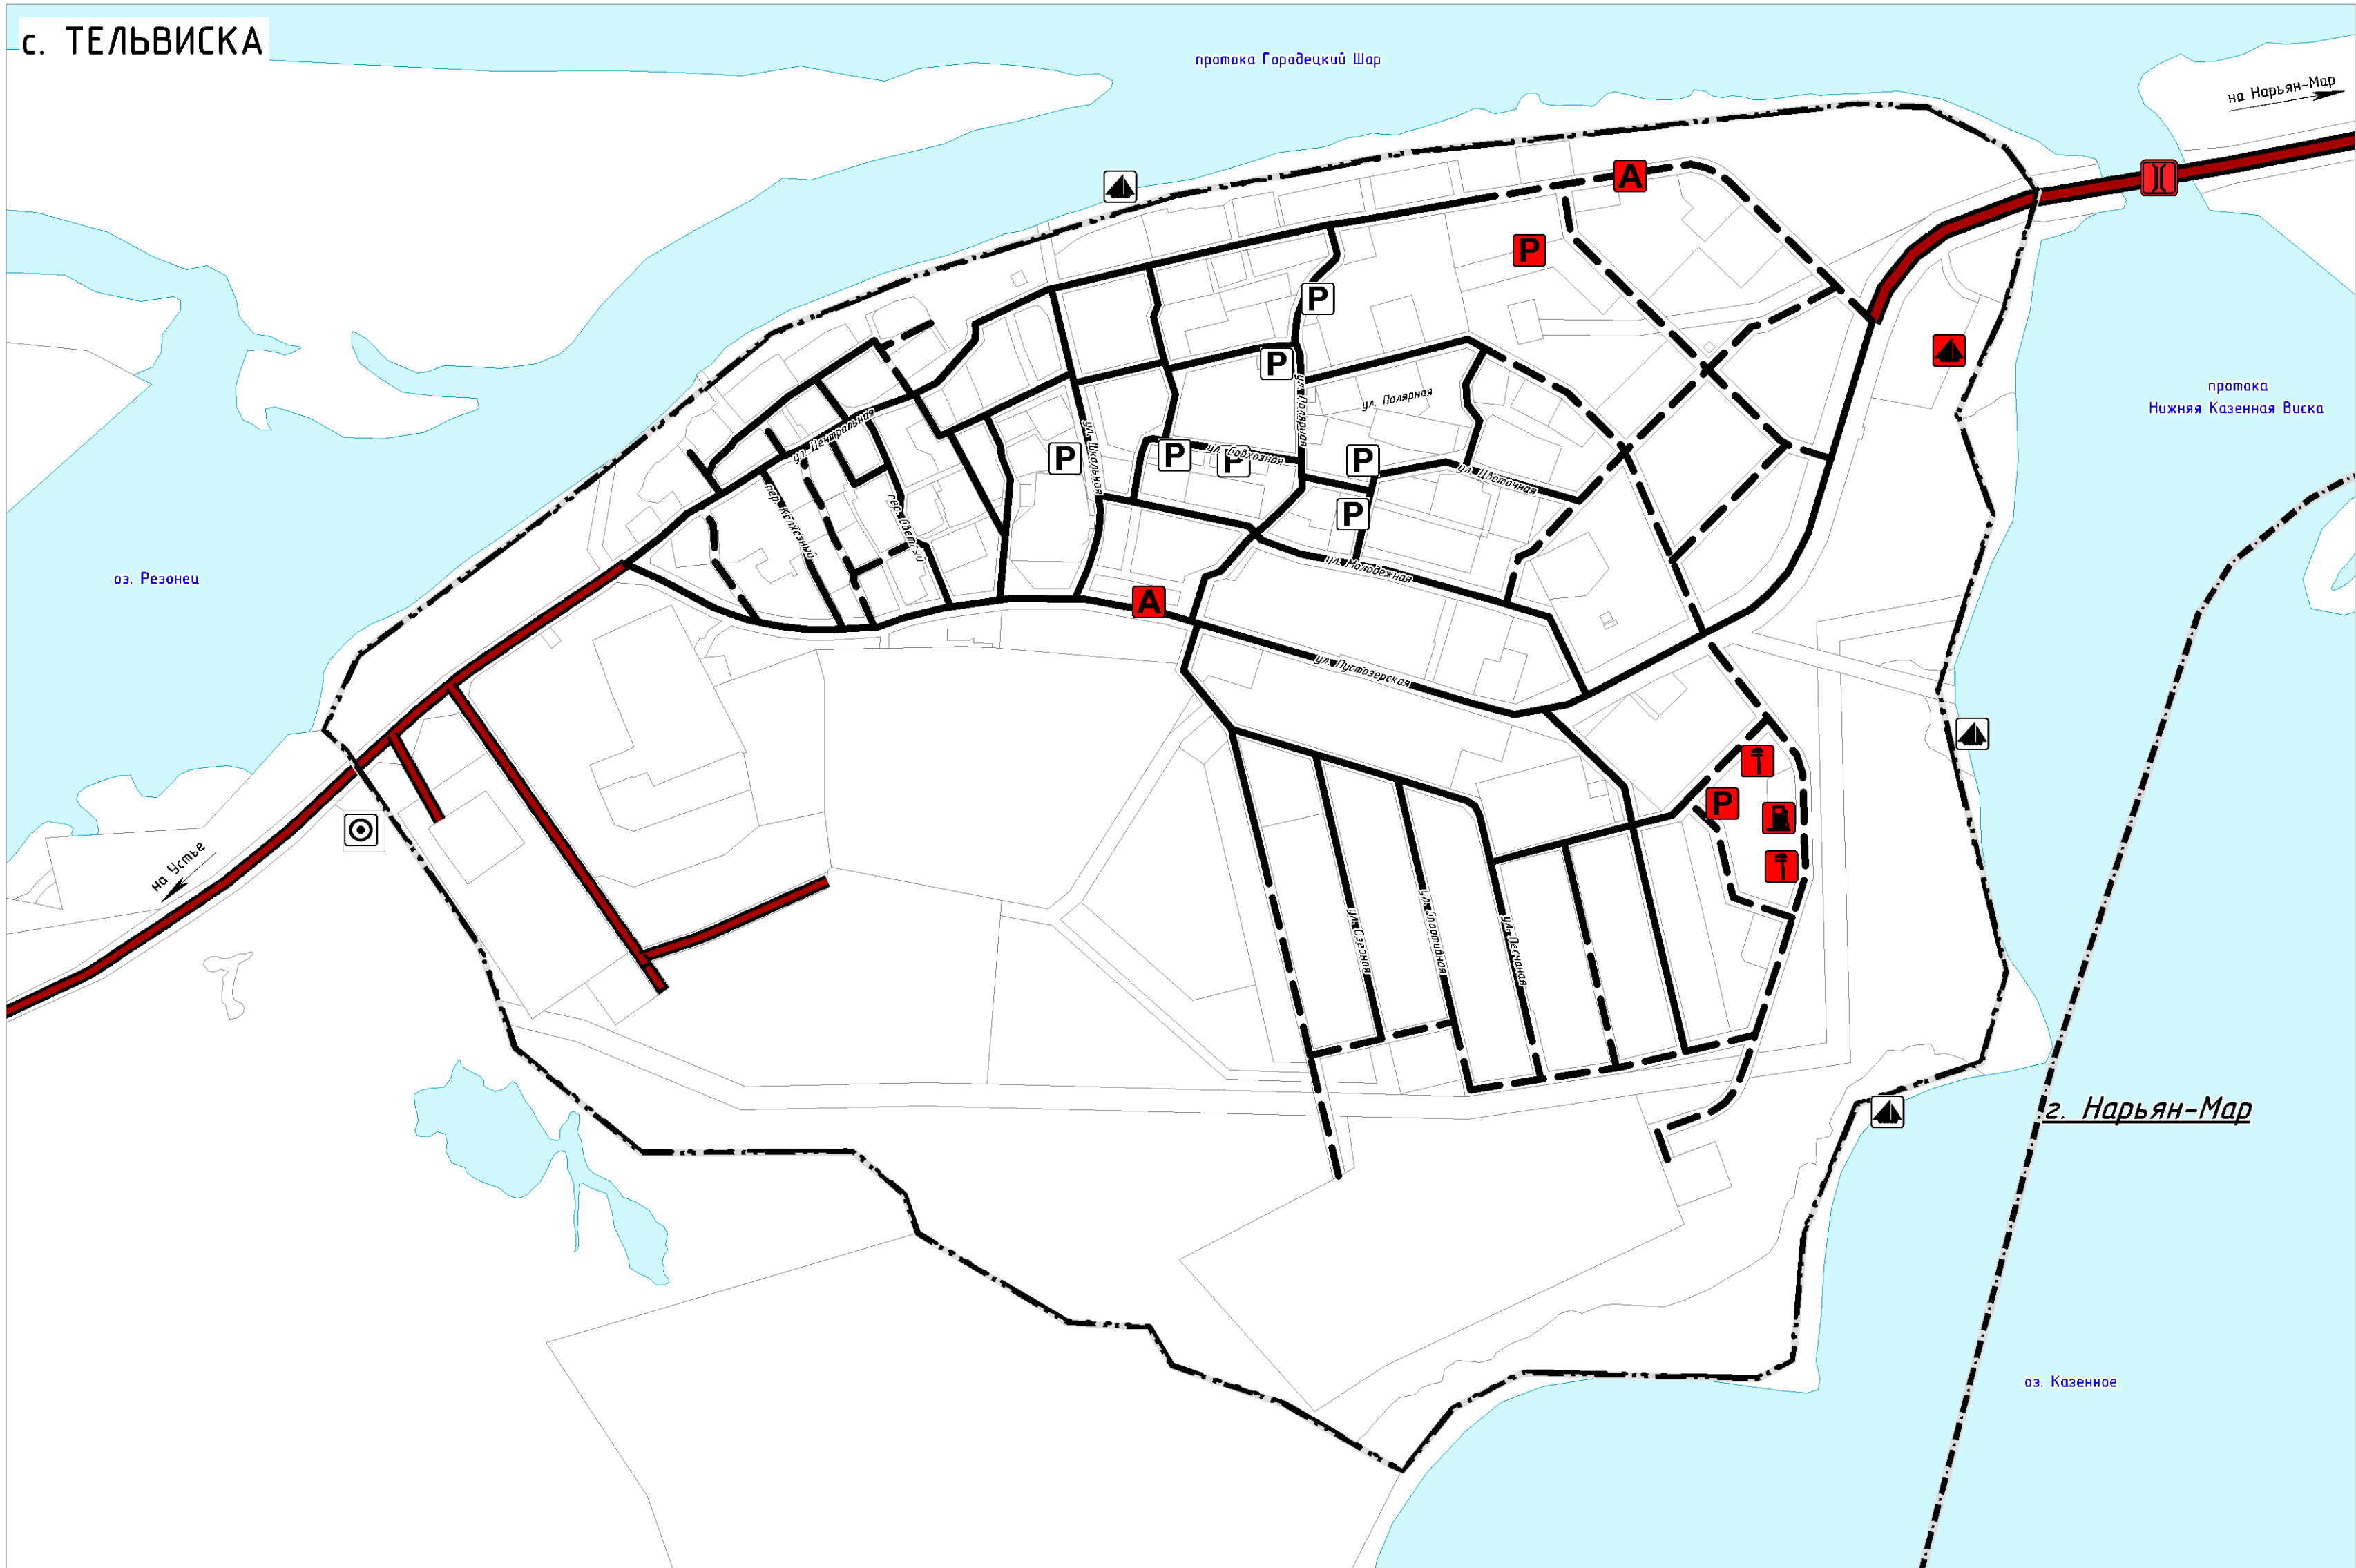 с. ТЕЛЬВИСКА
протока Городецкий Шар
на Нарьян-Мар
A
P
P
P
протока
Нижняя Казенная Виска
ул. Полярная
ул. Полярная
ул. Центральная
ул. Школьная
P
P
P
ул. Совхозная
P
ул. Цветочная
пер. Колхозный
пер. Светлый
P
оз. Резонец
ул. Молодежная
A
ул. Пустозерская
P
на Устье
ул. Озерная
ул. Спортивная
ул. Песчаная
г. Нарьян-Мар
оз. Казенное